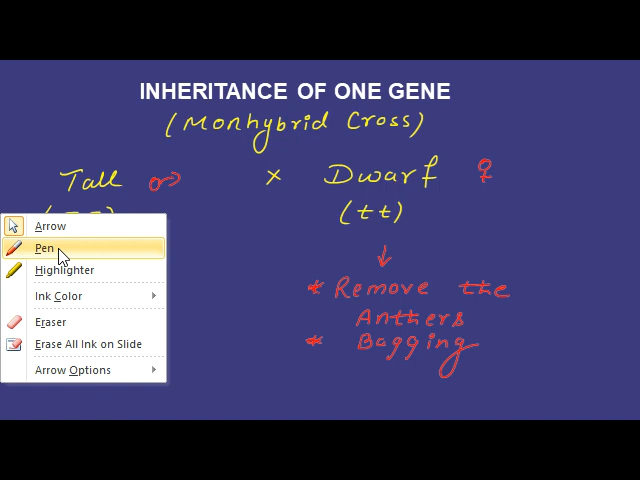 INHERITANCE OF ONE GENE
(Monhybrid Cross)
Tall ♂ × Dwarf ♀
(tt)
Arrow
Pen
Highlighter
Ink Color
Eraser
Erase All Ink on Slide
Arrow Options
↓
* Remove the
Anthers
* Bagging